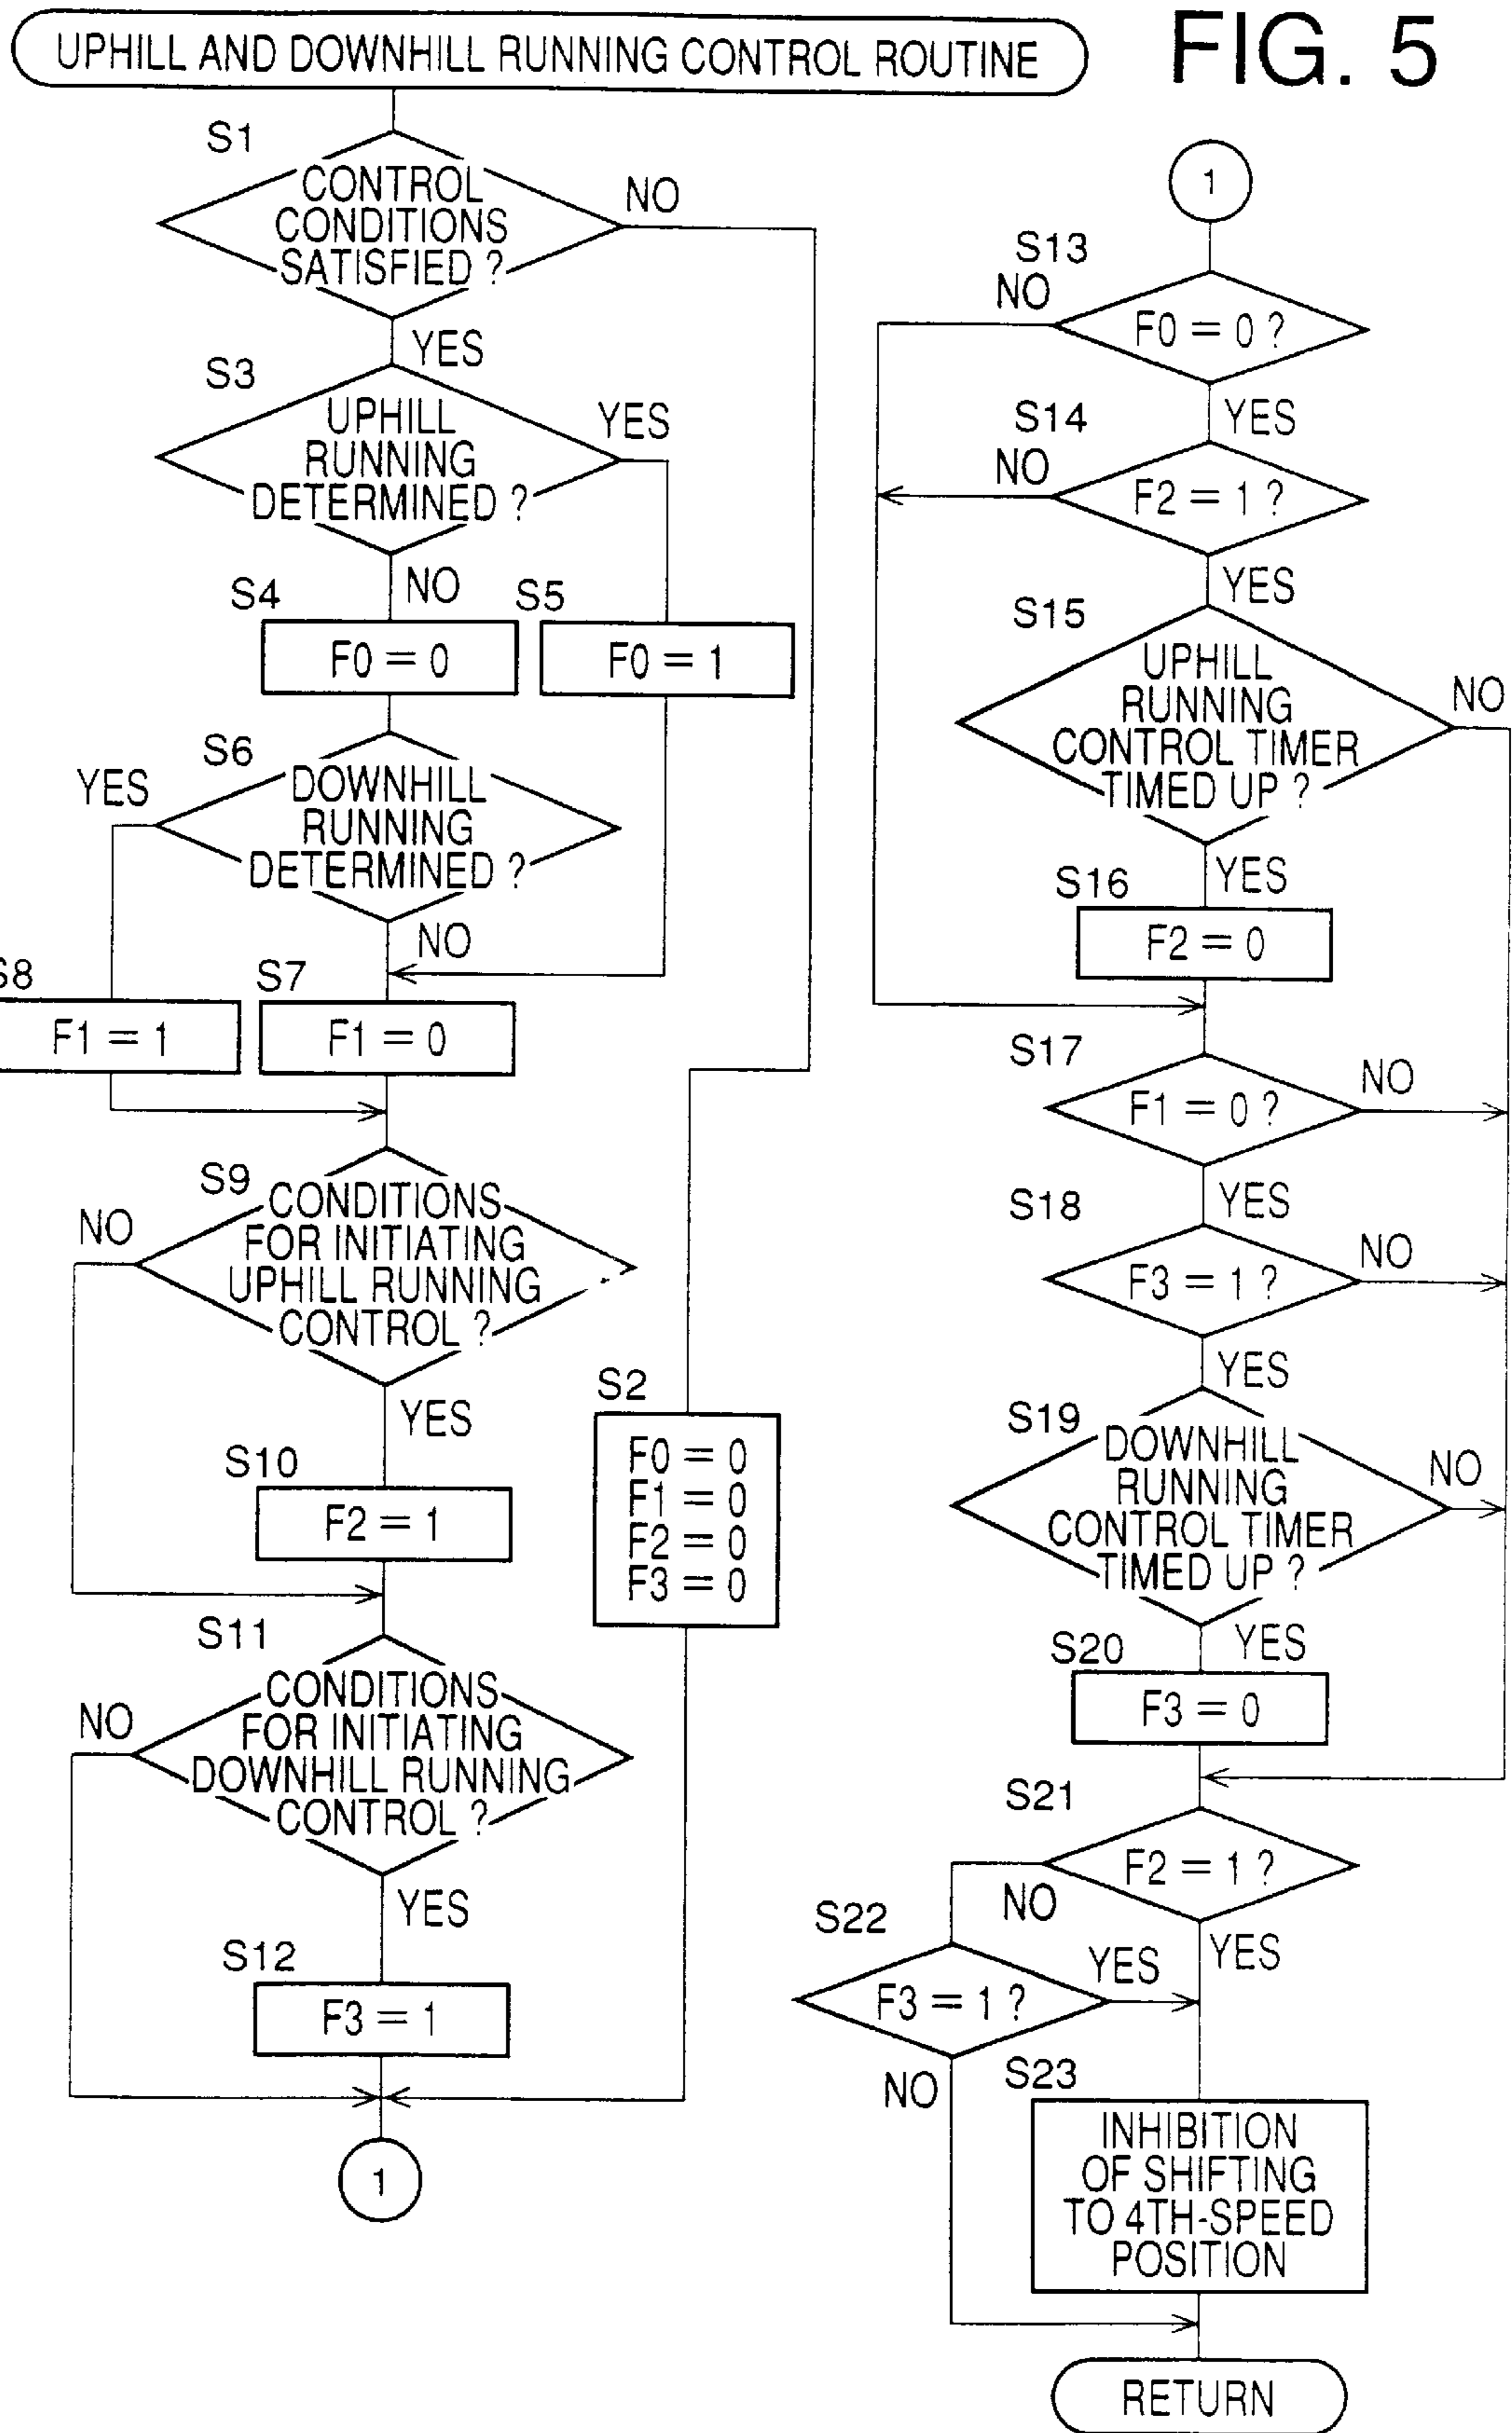 UPHILL AND DOWNHILL RUNNING CONTROL ROUTINE
FIG. 5
S1
CONTROL
CONDITIONS
SATISFIED ?
NO
YES
S3
UPHILL
RUNNING
DETERMINED ?
YES
NO
S4
F0 = 0
S5
F0 = 1
S6
DOWNHILL
RUNNING
DETERMINED ?
YES
NO
S8
F1 = 1
S7
F1 = 0
S9
CONDITIONS
FOR INITIATING
UPHILL RUNNING
CONTROL ?
NO
YES
S10
F2 = 1
S2
F0 = 0
F1 = 0
F2 = 0
F3 = 0
S11
CONDITIONS
FOR INITIATING
DOWNHILL RUNNING
CONTROL ?
NO
YES
S12
F3 = 1
1
1
S13
NO
F0 = 0 ?
YES
S14
NO
F2 = 1 ?
YES
S15
UPHILL
RUNNING
CONTROL TIMER
TIMED UP ?
NO
YES
S16
F2 = 0
S17
F1 = 0 ?
NO
YES
S18
F3 = 1 ?
NO
YES
S19
DOWNHILL
RUNNING
CONTROL TIMER
TIMED UP ?
NO
YES
S20
F3 = 0
S21
F2 = 1 ?
NO
YES
S22
F3 = 1 ?
YES
NO
S23
INHIBITION
OF SHIFTING
TO 4TH-SPEED
POSITION
RETURN